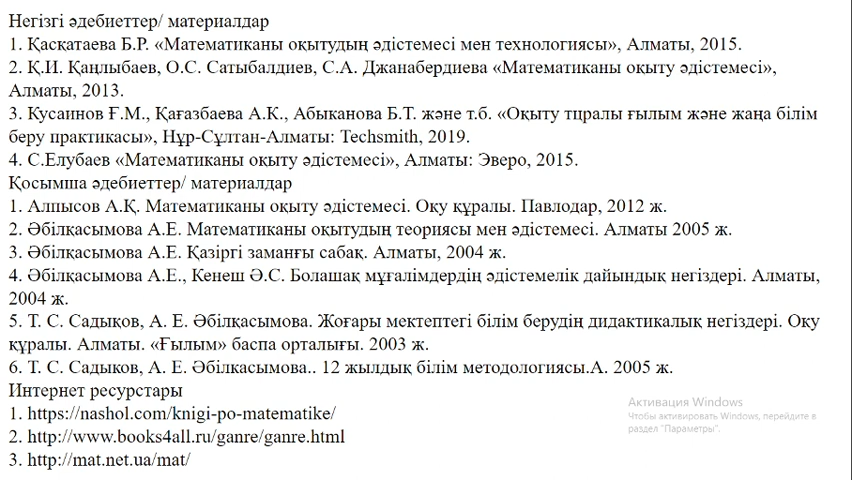 Негізгі әдебиеттер/ материалдар
1. Қасқатаева Б.Р. «Математиканы оқытудың әдістемесі мен технологиясы», Алматы, 2015.
2. Қ.И. Қаңлыбаев, О.С. Сатыбалдиев, С.А. Джанабердиева «Математиканы оқыту әдістемесі»,
Алматы, 2013.
3. Кусаинов Ғ.М., Қағазбаева А.К., Абыканова Б.Т. және т.б. «Оқыту тцралы ғылым және жаңа білім
беру практикасы», Нұр-Сұлтан-Алматы: Techsmith, 2019.
4. С.Елубаев «Математиканы оқыту әдістемесі», Алматы: Эверо, 2015.
Қосымша әдебиеттер/ материалдар
1. Алпысов А.Қ. Математиканы оқыту әдістемесі. Оқу құралы. Павлодар, 2012 ж.
2. Әбілқасымова А.Е. Математиканы оқытудың теориясы мен әдістемесі. Алматы 2005 ж.
3. Әбілқасымова А.Е. Қазіргі заманғы сабақ. Алматы, 2004 ж.
4. Әбілқасымова А.Е., Кенеш Ә.С. Болашақ мұғалімдердің әдістемелік дайындық негіздері. Алматы,
2004 ж.
5. Т. С. Садықов, А. Е. Әбілқасымова. Жоғары мектептегі білім берудің дидактикалық негіздері. Оқу
құралы. Алматы. «Ғылым» баспа орталығы. 2003 ж.
6. Т. С. Садықов, А. Е. Әбілкасымова.. 12 жылдық білім методологиясы.А. 2005 ж.
Интернет ресурстары
1. https://nashol.com/knigi-po-matematike/
2. http://www.books4all.ru/ganre/ganre.html
3. http://mat.net.ua/mat/
Активация Windows
Чтобы активировать Windows, перейдите в
раздел "Параметры".